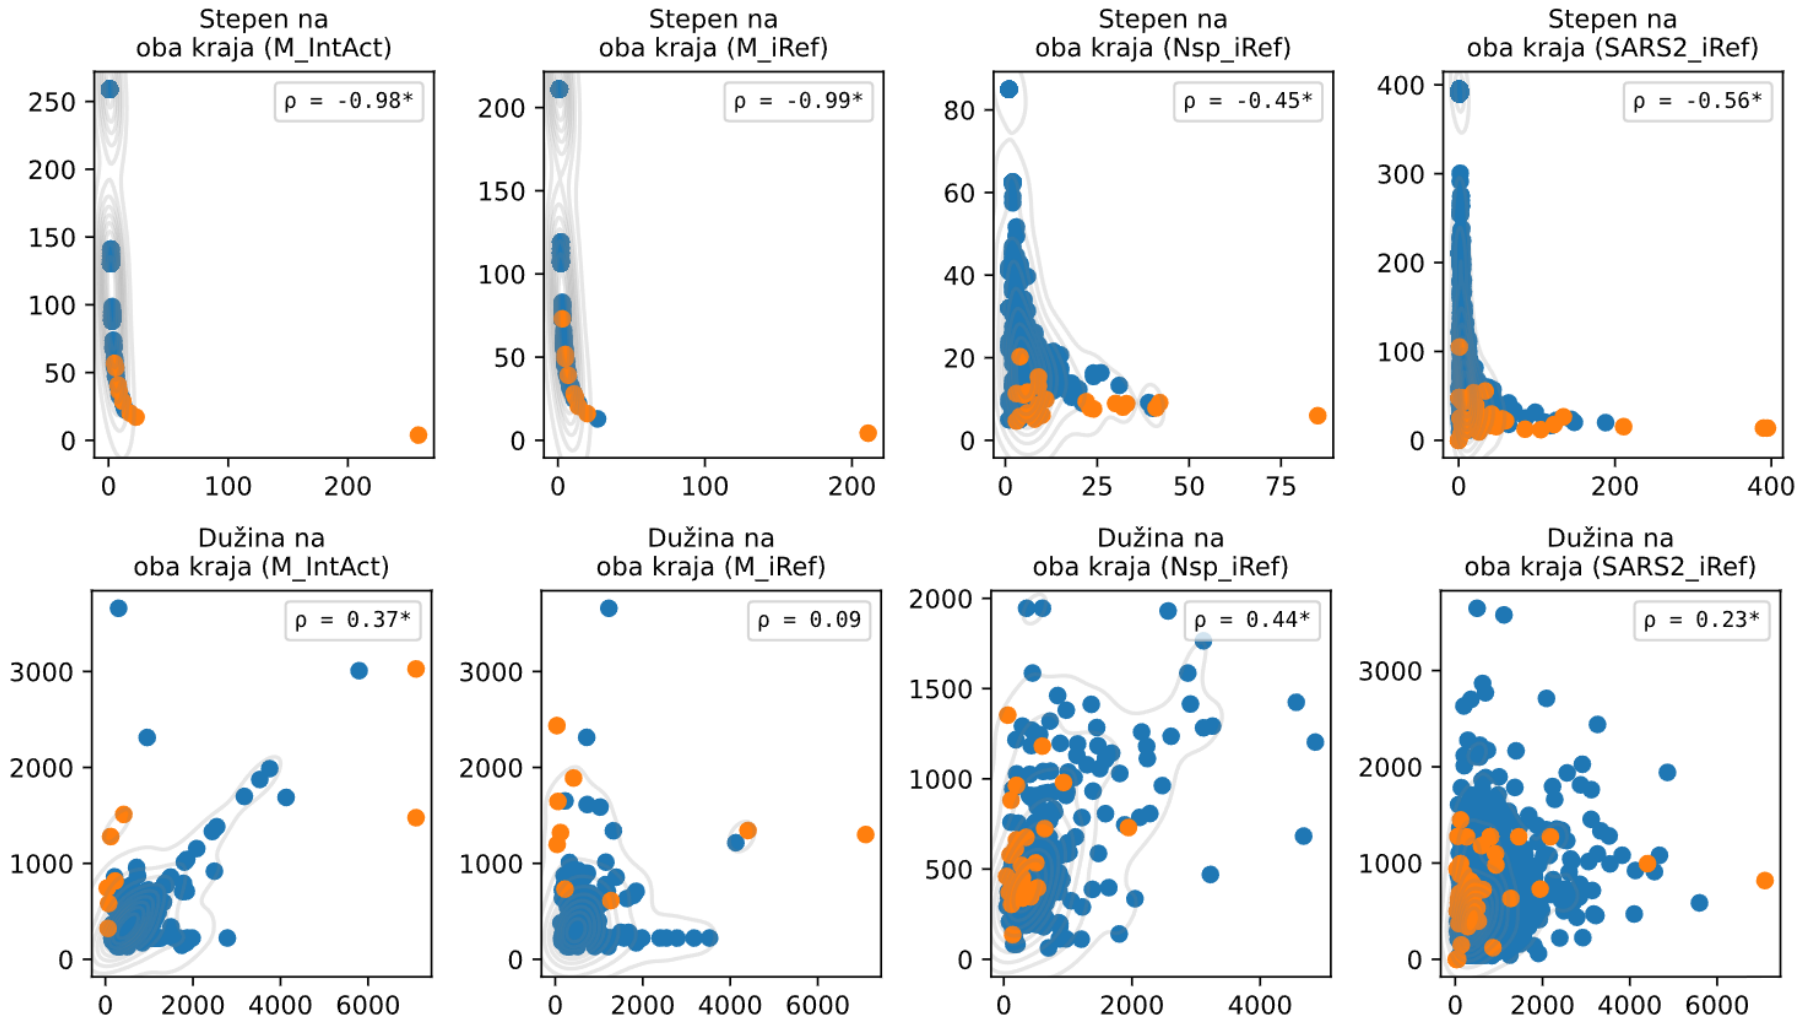 Stepen na
oba kraja (M_IntAct)
ρ = -0.98*
250
200
150
100
50
0
0
100
200
Stepen na
oba kraja (M_iRef)
ρ = -0.99*
200
150
100
50
0
0
100
200
Stepen na
oba kraja (Nsp_iRef)
ρ = -0.45*
80
60
40
20
0
0
25
50
75
Stepen na
oba kraja (SARS2_iRef)
ρ = -0.56*
400
300
200
100
0
0
200
400
Dužina na
oba kraja (M_IntAct)
ρ = 0.37*
3000
2000
1000
0
0
2000
4000
6000
Dužina na
oba kraja (M_iRef)
ρ = 0.09
3000
2000
1000
0
0
2000
4000
6000
Dužina na
oba kraja (Nsp_iRef)
ρ = 0.44*
2000
1500
1000
500
0
0
2000
4000
Dužina na
oba kraja (SARS2_iRef)
ρ = 0.23*
3000
2000
1000
0
0
2000
4000
6000